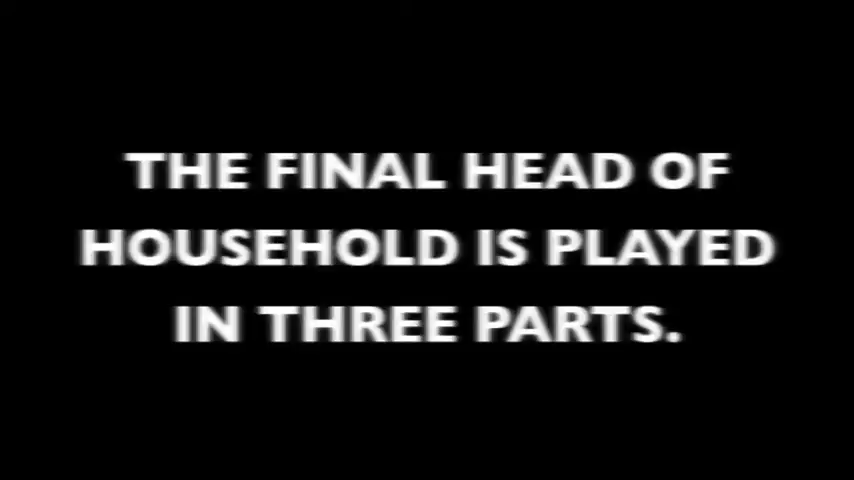 THE FINAL HEAD OF
HOUSEHOLD IS PLAYED
IN THREE PARTS.